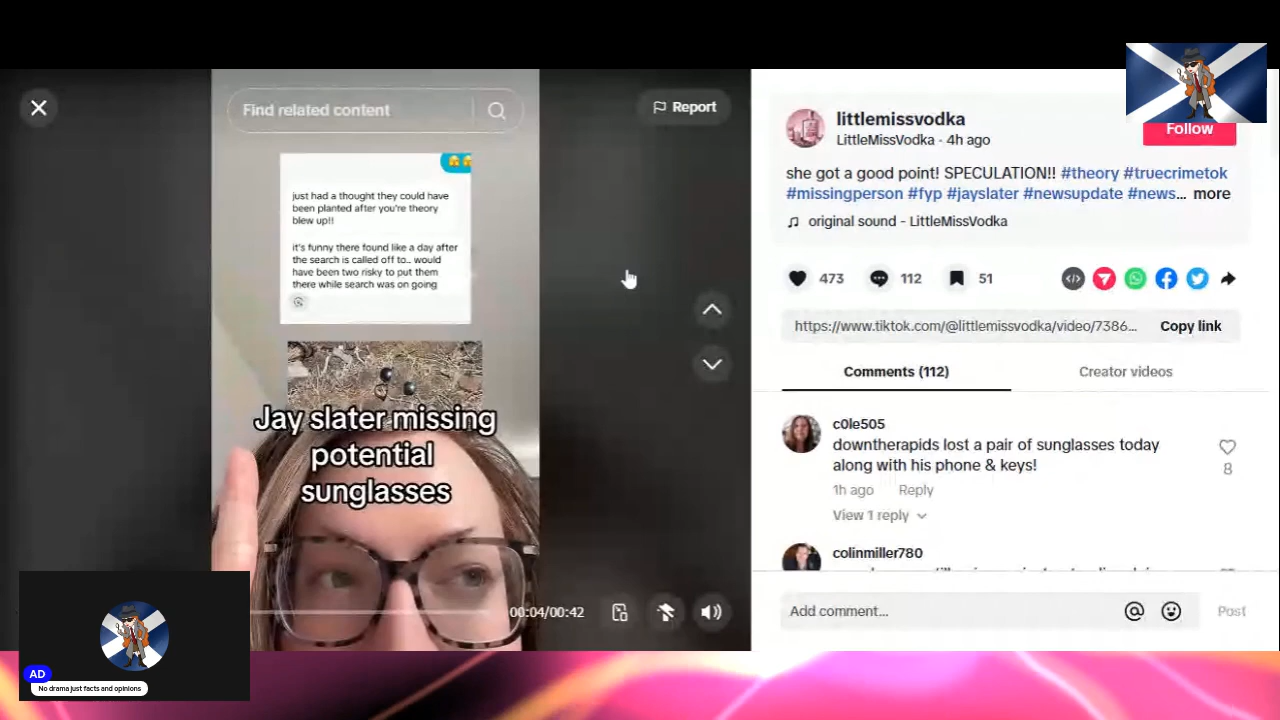 Find related content
Report
just had a thought they could have
been planted after you're theory
blew up!!
it's funny there found like a day after
the search is called off to.. would
have been two risky to put them
there while search was on going
Jay slater missing
potential
sunglasses
00:04/00:42
AD
No drama just facts and opinions
littlemissvodka
LittleMissVodka · 4h ago
Follow
she got a good point! SPECULATION!! #theory #truecrimetok
#missingperson #fyp #jayslater #newsupdate #news... more
original sound - LittleMissVodka
473
112
51
https://www.tiktok.com/@littlemissvodka/video/7386...
Copy link
Comments (112)
Creator videos
c0le505
downtherapids lost a pair of sunglasses today
along with his phone & keys!
8
1h ago
Reply
View 1 reply
colinmiller780
Add comment...
Post